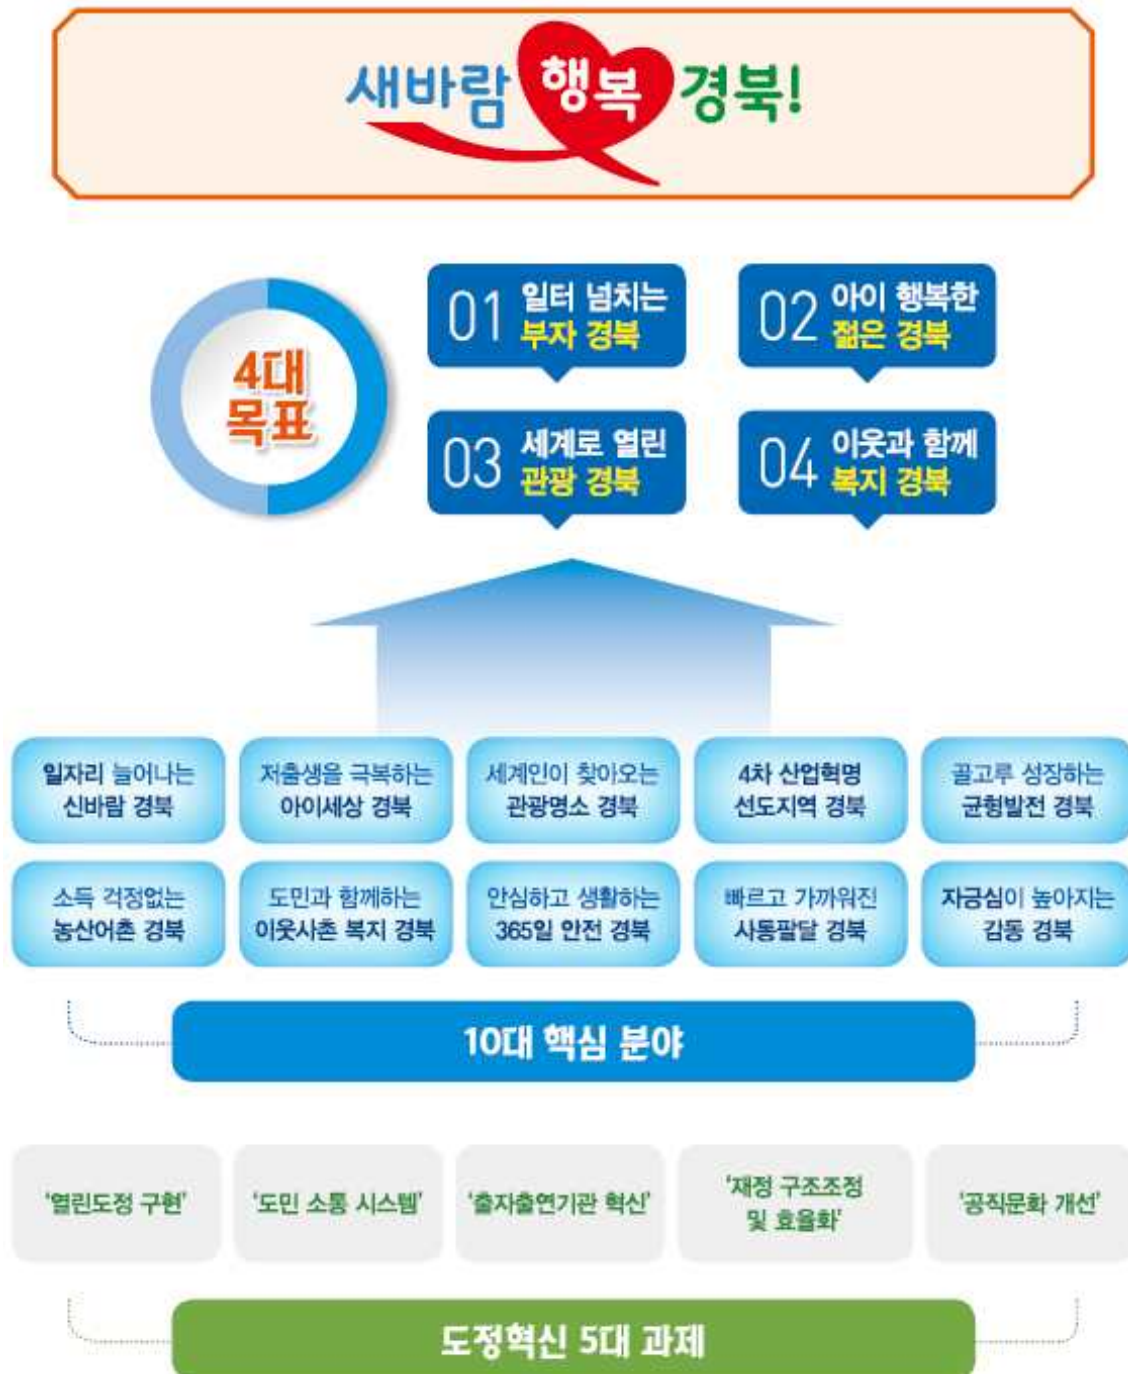 새바람 행복 경북!
4대
목표
01 일터 넘치는
부자 경북
02 아이 행복한
젊은 경북
03 세계로 열린
관광 경북
04 이웃과 함께
복지 경북
일자리 늘어나는
신바람 경북
저출생을 극복하는
아이세상 경북
세계인이 찾아오는
관광명소 경북
4차 산업혁명
선도지역 경북
골고루 성장하는
균형발전 경북
소득 걱정없는
농산어촌 경북
도민과 함께하는
이웃사촌 복지 경북
안심하고 생활하는
365일 안전 경북
빠르고 가까워진
사통팔달 경북
자긍심이 높아지는
감동 경북
10대 핵심 분야
'열린도정 구현'
'도민 소통 시스템'
'출자출연기관 혁신'
'재정 구조조정
및 효율화'
'공직문화 개선'
도정혁신 5대 과제